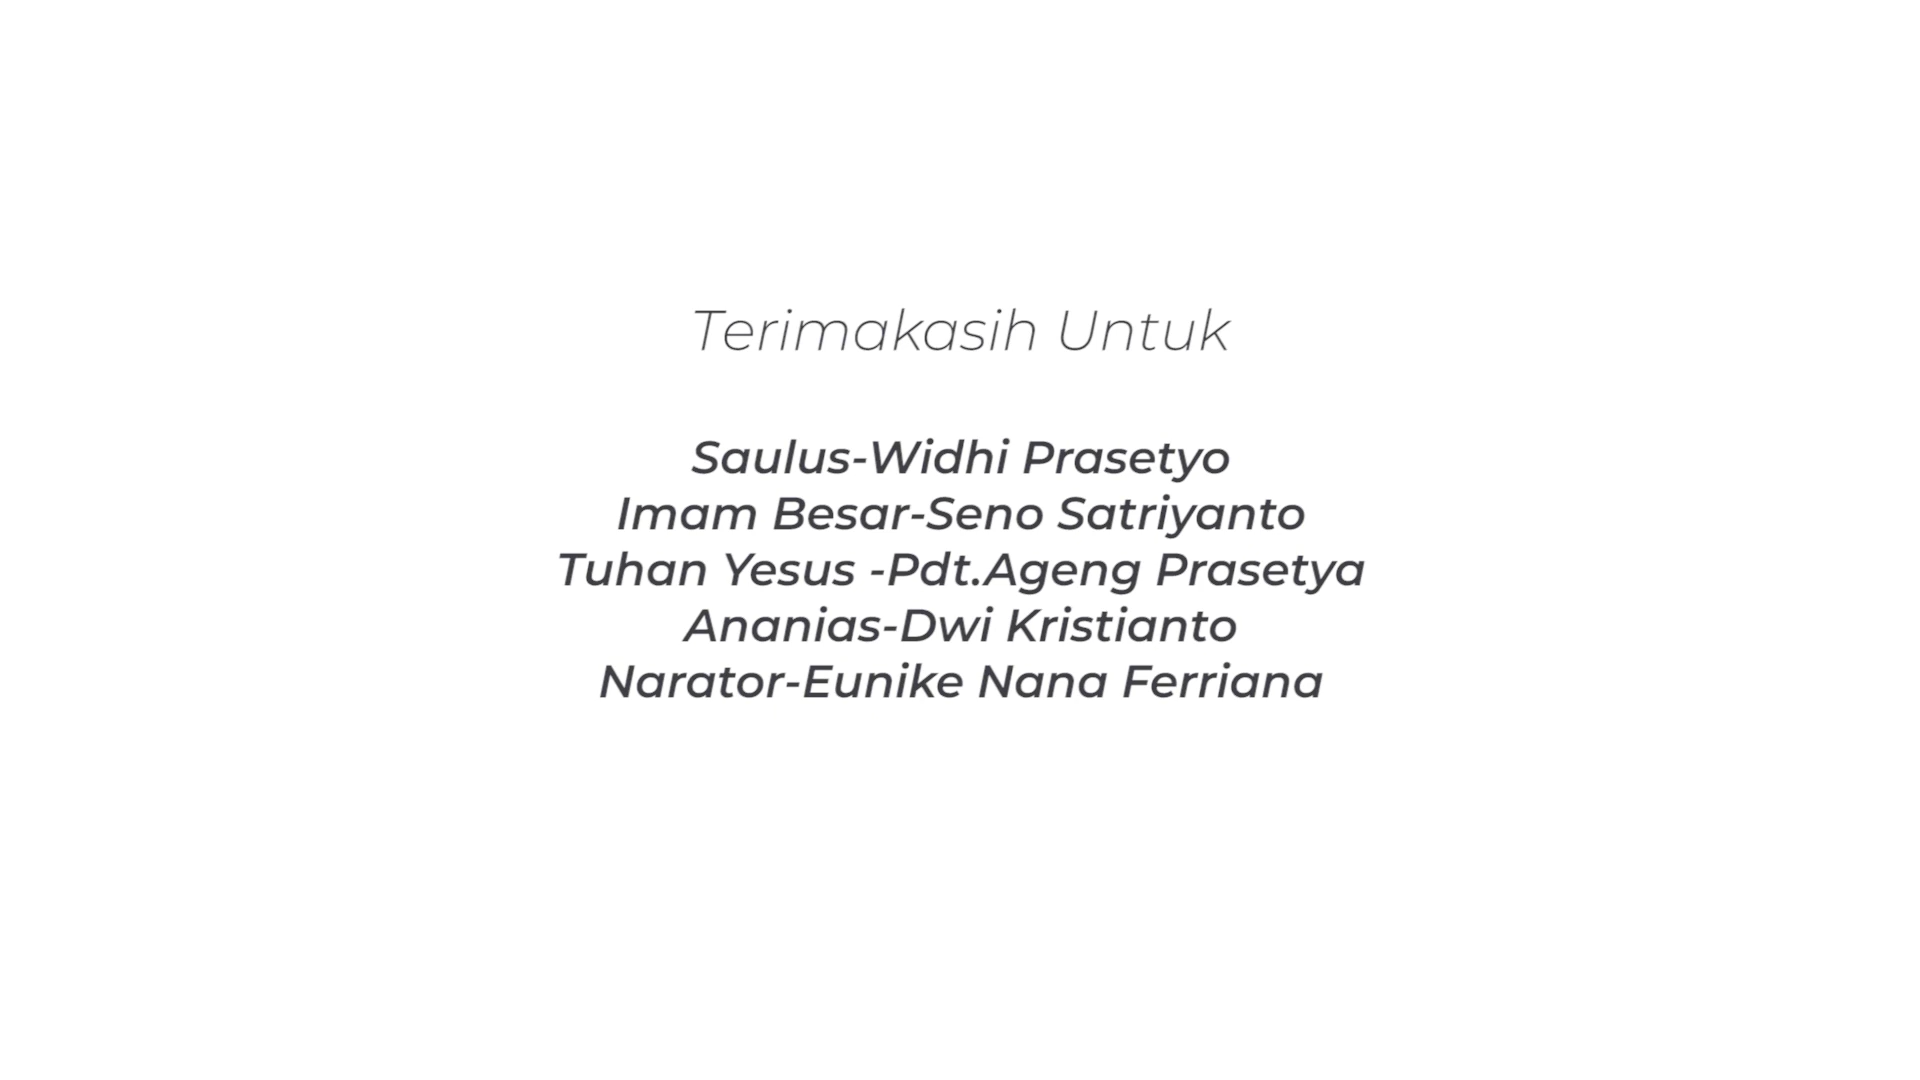 Terimakasih Untuk
Saulus-Widhi Prasetyo
Imam Besar-Seno Satriyanto
Tuhan Yesus -Pdt.Ageng Prasetya
Ananias-Dwi Kristianto
Narator-Eunike Nana Ferriana